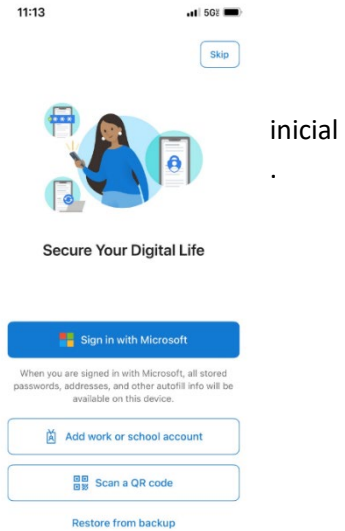 11:13
5G
Skip
inicial
.
Secure Your Digital Life
Sign in with Microsoft
When you are signed in with Microsoft, all stored
passwords, addresses, and other autofill info will be
available on this device.
Add work or school account
Scan a QR code
Restore from backup